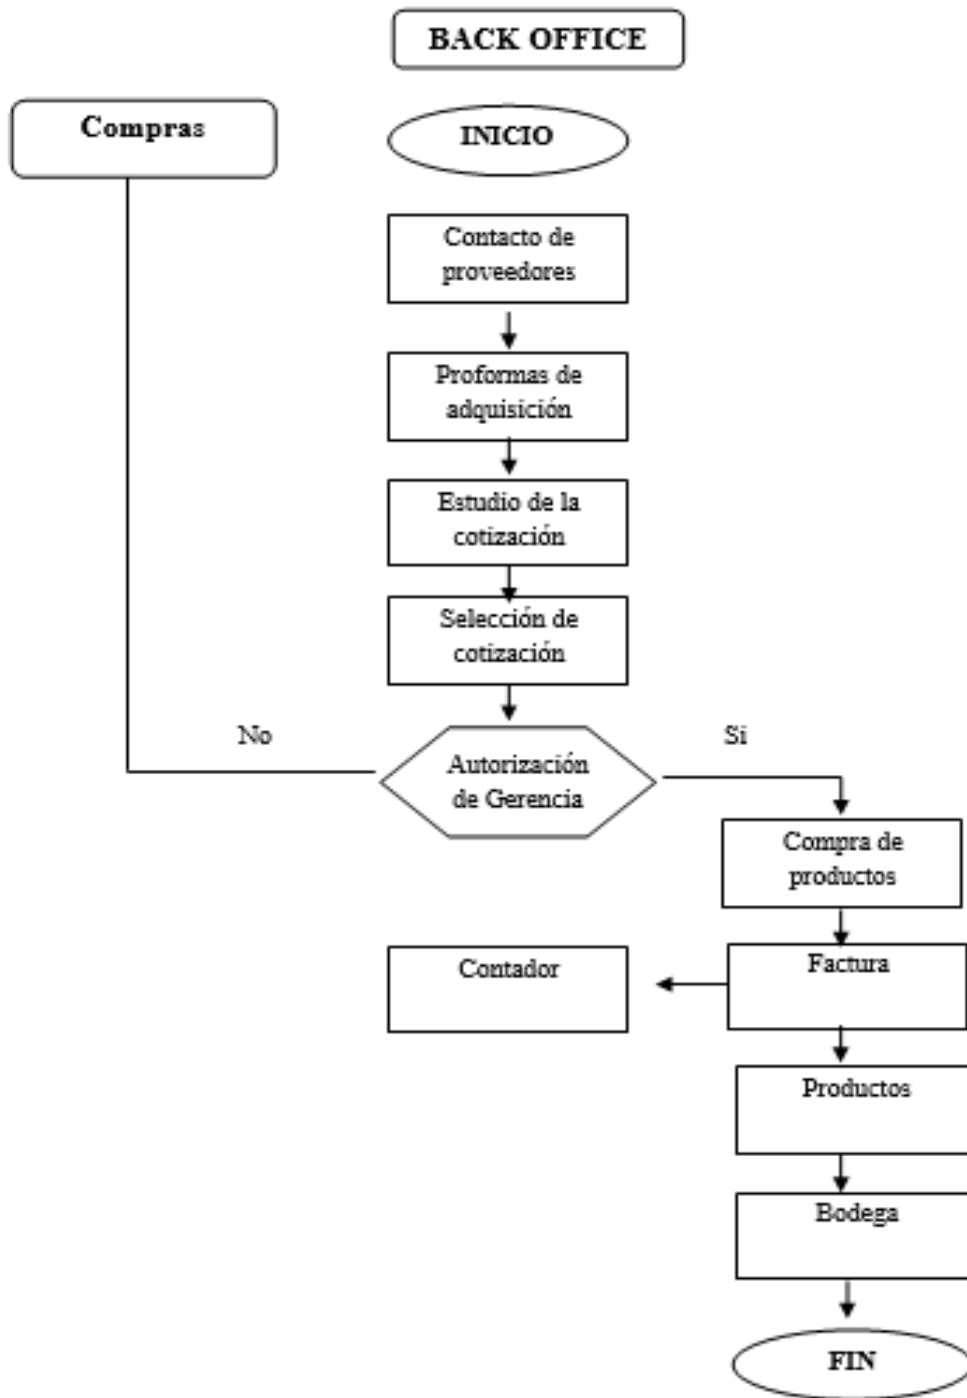 BACK OFFICE
Compras
INICIO
Contacto de
proveedores
Proformas de
adquisición
Estudio de la
cotización
Selección de
cotización
No
Si
Autorización
de Gerencia
Compra de
productos
Contador
Factura
Productos
Bodega
FIN